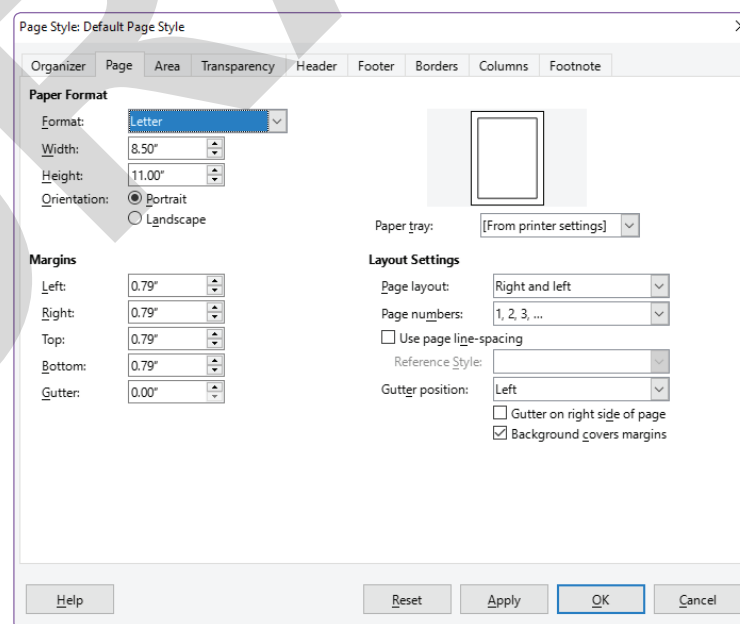 Page Style: Default Page Style
Organizer Page Area Transparency Header Footer Borders Columns Footnote
Paper Format
Format: Letter
Width: 8.50"
Height: 11.00"
Orientation: Portrait
Landscape
Paper tray: [From printer settings]
Margins
Left: 0.79"
Right: 0.79"
Top: 0.79"
Bottom: 0.79"
Gutter: 0.00"
Layout Settings
Page layout: Right and left
Page numbers: 1, 2, 3, ...
Use page line-spacing
Reference Style:
Gutter position: Left
Gutter on right side of page
Background covers margins
Help Reset Apply OK Cancel